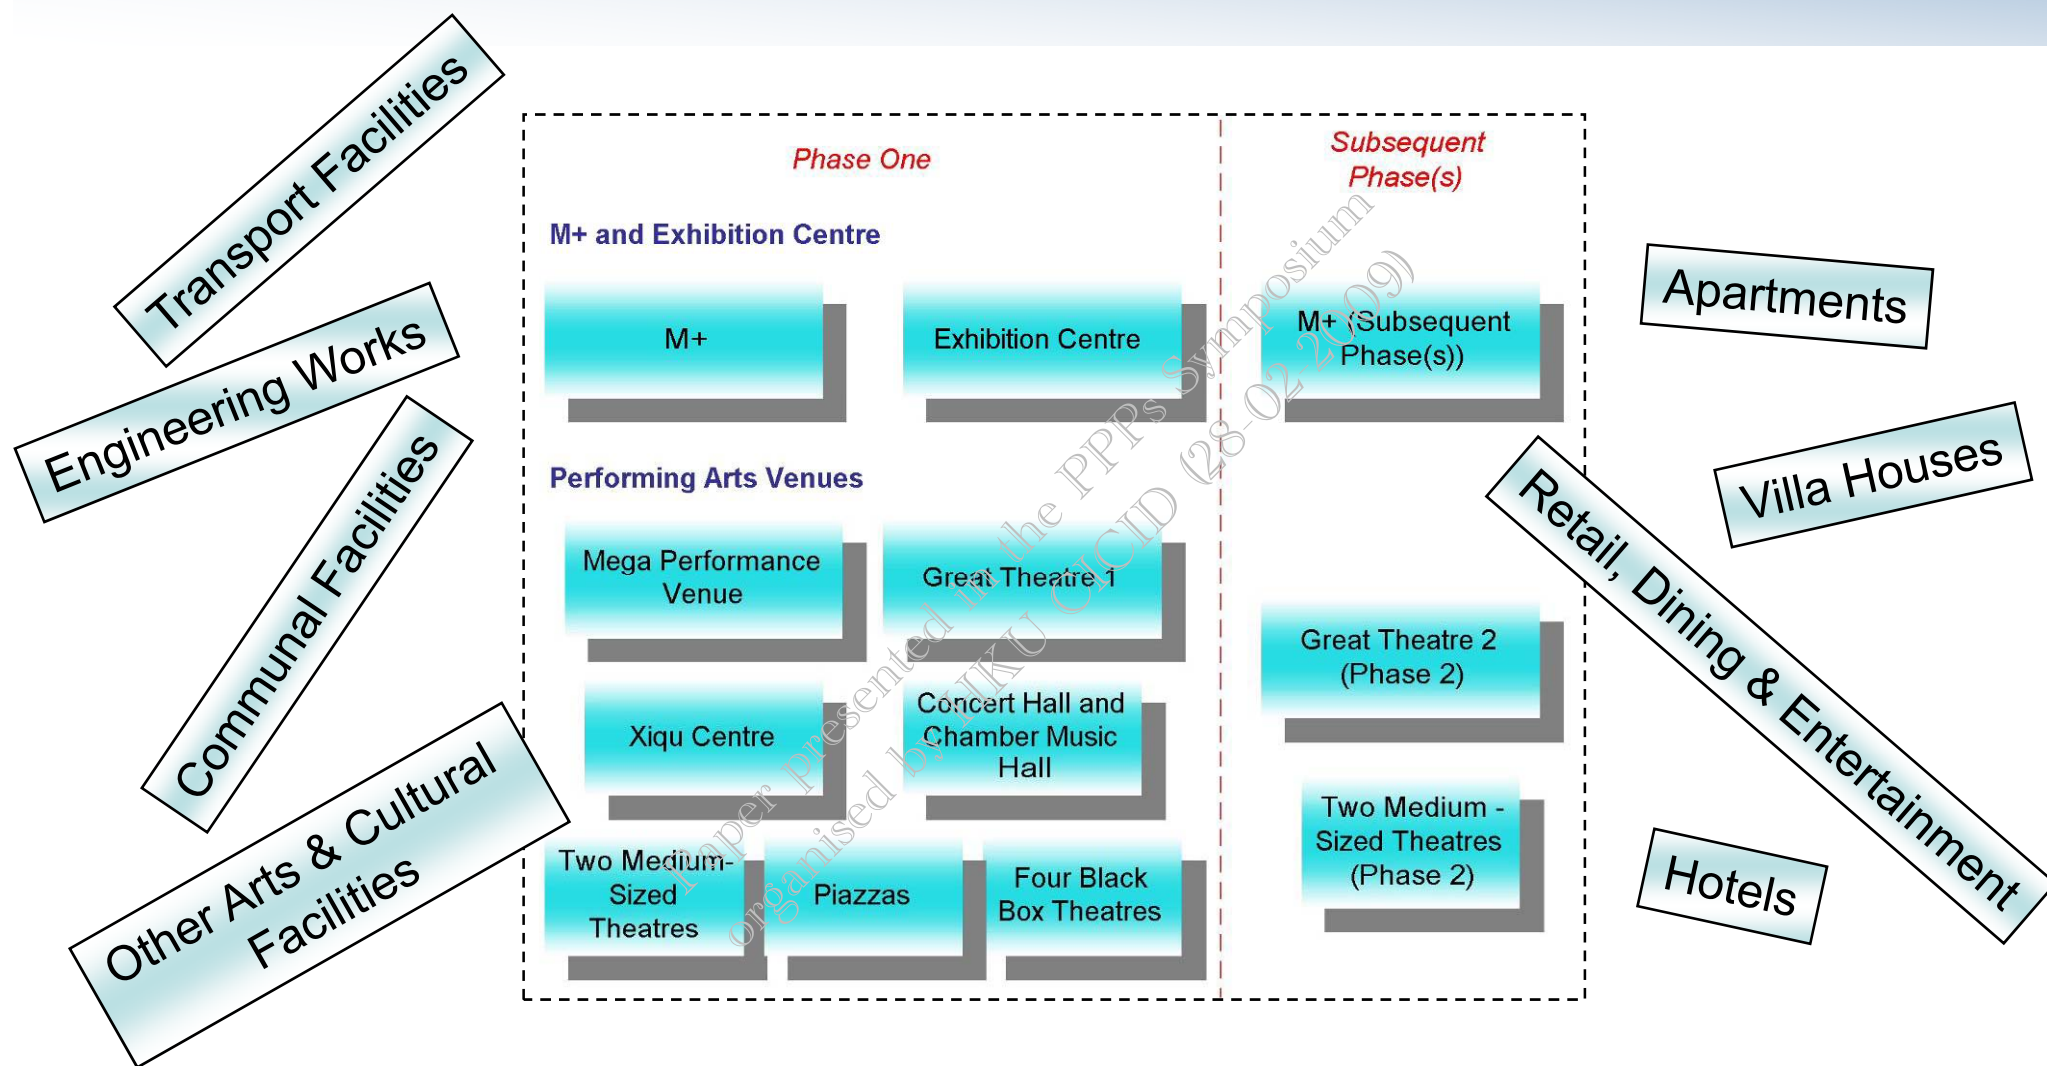 Transport Facilities
Engineering Works
Communal Facilities
Other Arts & Cultural
Facilities
Phase One
Subsequent
Phase(s)
M+ and Exhibition Centre
M+
Exhibition Centre
M+ (Subsequent
Phase(s))
Performing Arts Venues
Mega Performance
Venue
Great Theatre 1
Great Theatre 2
(Phase 2)
Xiqu Centre
Concert Hall and
Chamber Music
Hall
Two Medium-
Sized
Theatres
Piazzas
Four Black
Box Theatres
Two Medium -
Sized Theatres
(Phase 2)
Apartments
Villa Houses
Retail, Dining & Entertainment
Hotels
Paper presented in the PPPs Symposium
organised by HKU CICID (28-02-2009)